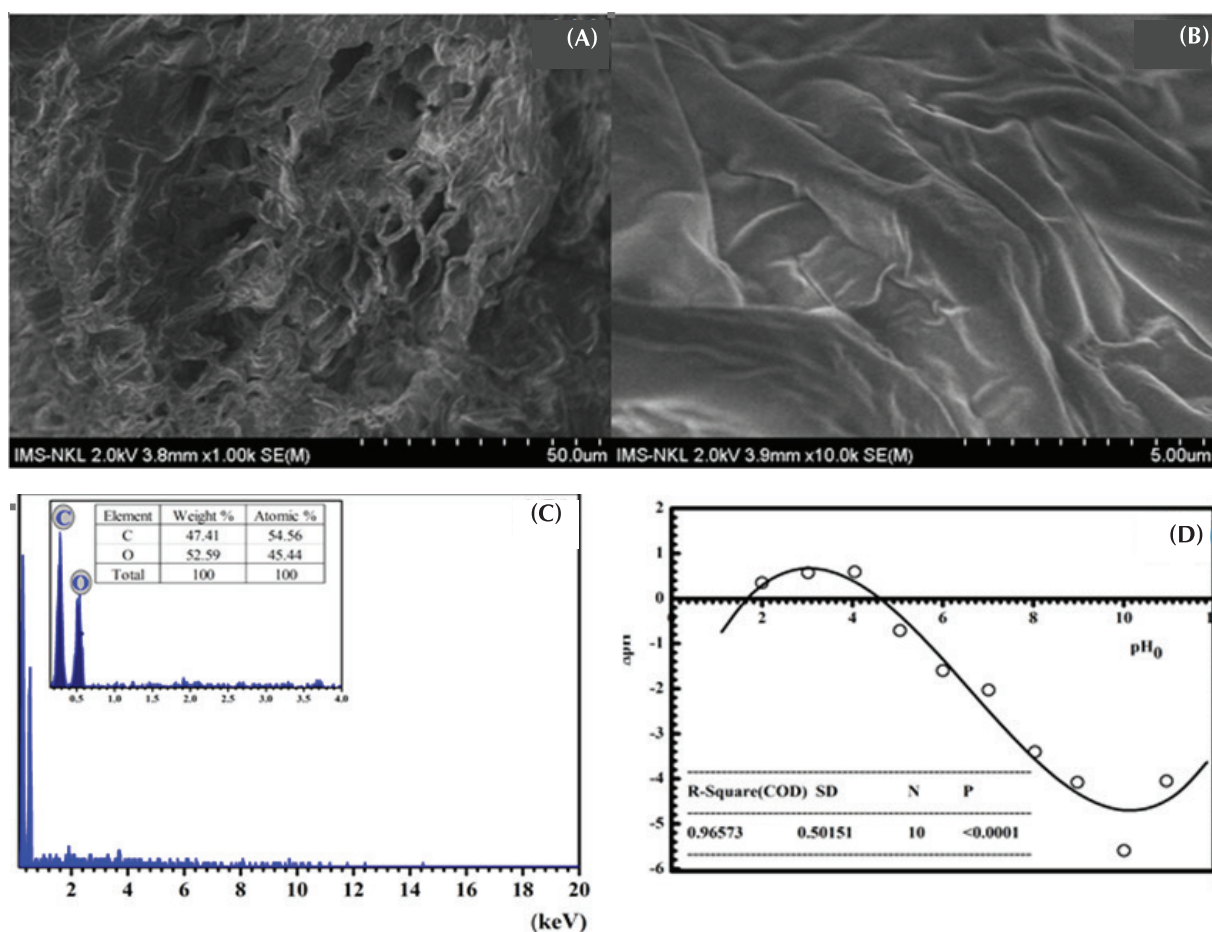 (A)
(B)
IMS-NKL 2.0kV 3.8mm x1.00k SE(M) 50.0um
IMS-NKL 2.0kV 3.9mm x10.0k SE(M) 5.00um
(C)
C
O
Element Weight % Atomic %
C 47.41 54.56
O 52.59 45.44
Total 100 100
0.5 1.0 1.5 2.0 2.5 3.0 3.5 4.0
2 4 6 8 10 12 14 16 18 20
(keV)
(D)
2
1
0
-1
-2
-3
-4
-5
-6
2 4 6 8 10
pH0
ΔpH
R-Square(COD) SD N P
0.96573 0.50151 10 <0.0001